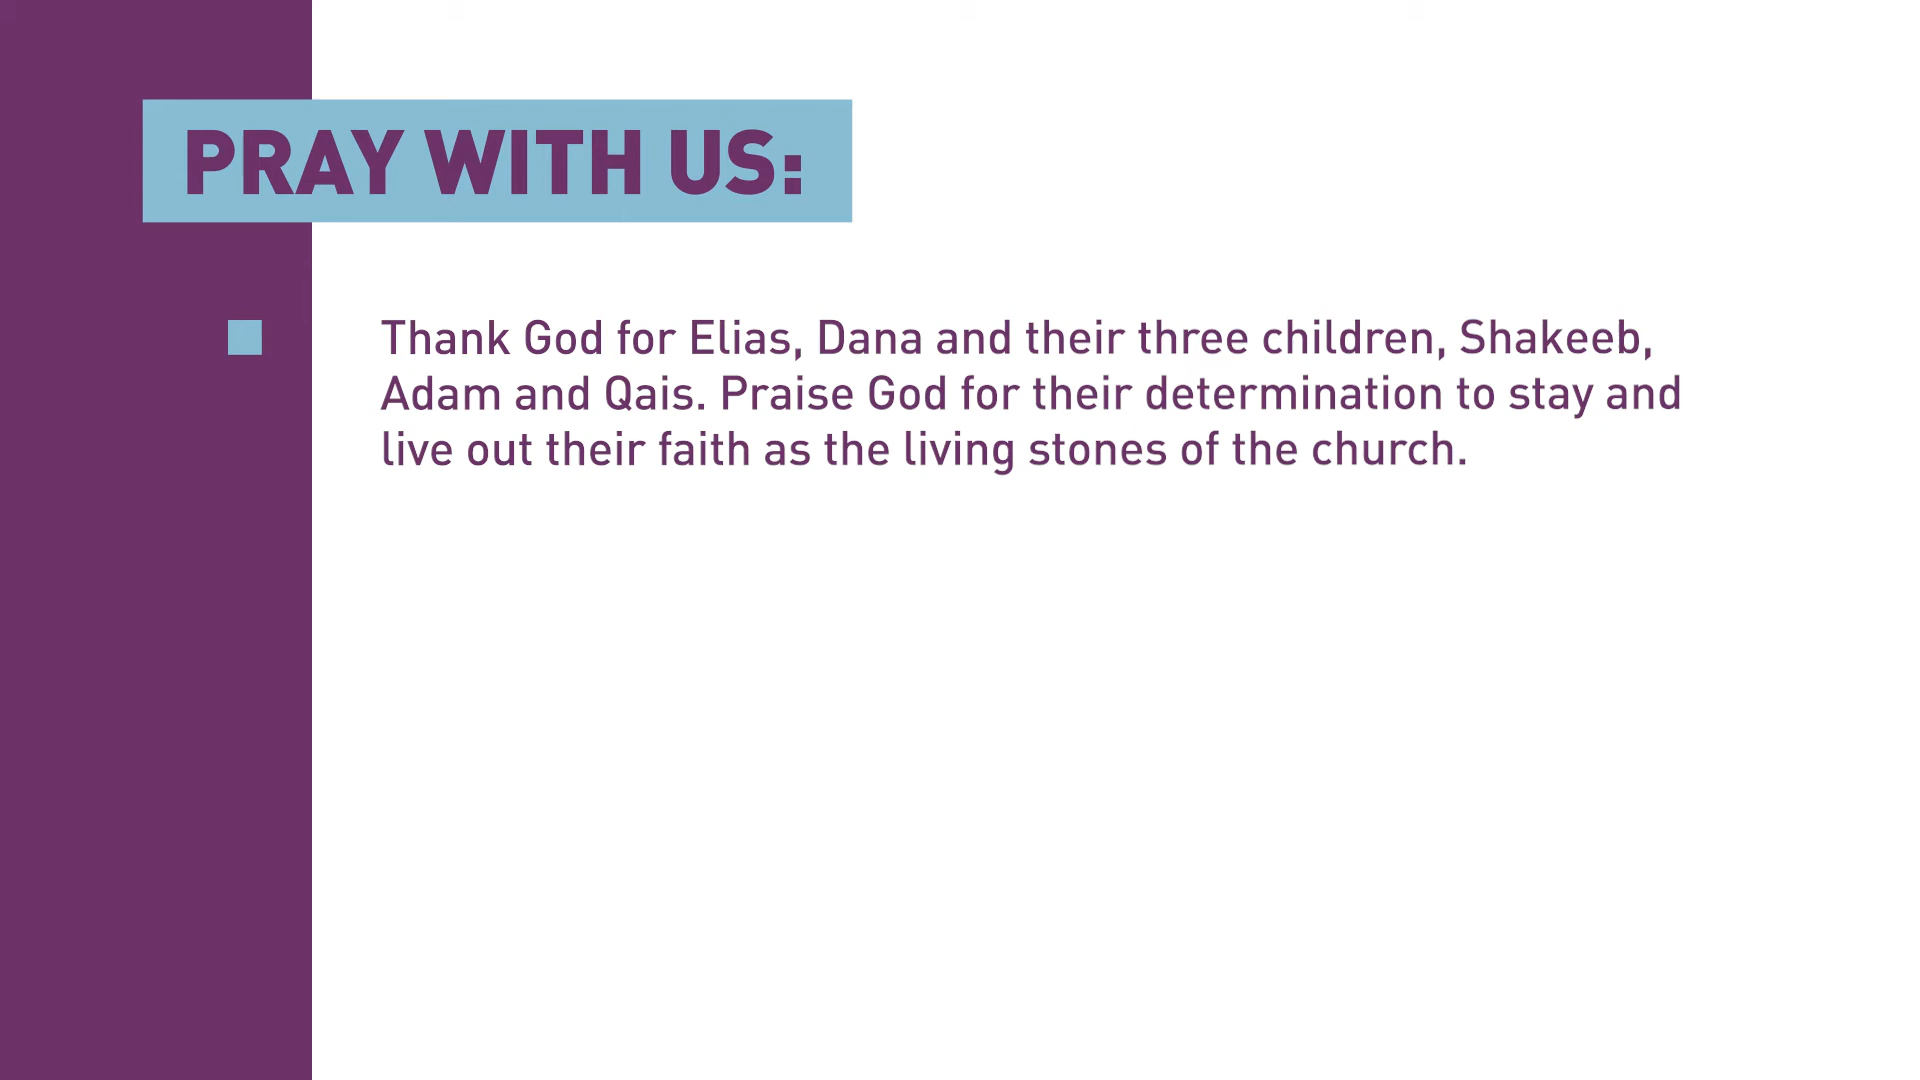 PRAY WITH US:
Thank God for Elias, Dana and their three children, Shakeeb,
Adam and Qais. Praise God for their determination to stay and
live out their faith as the living stones of the church.